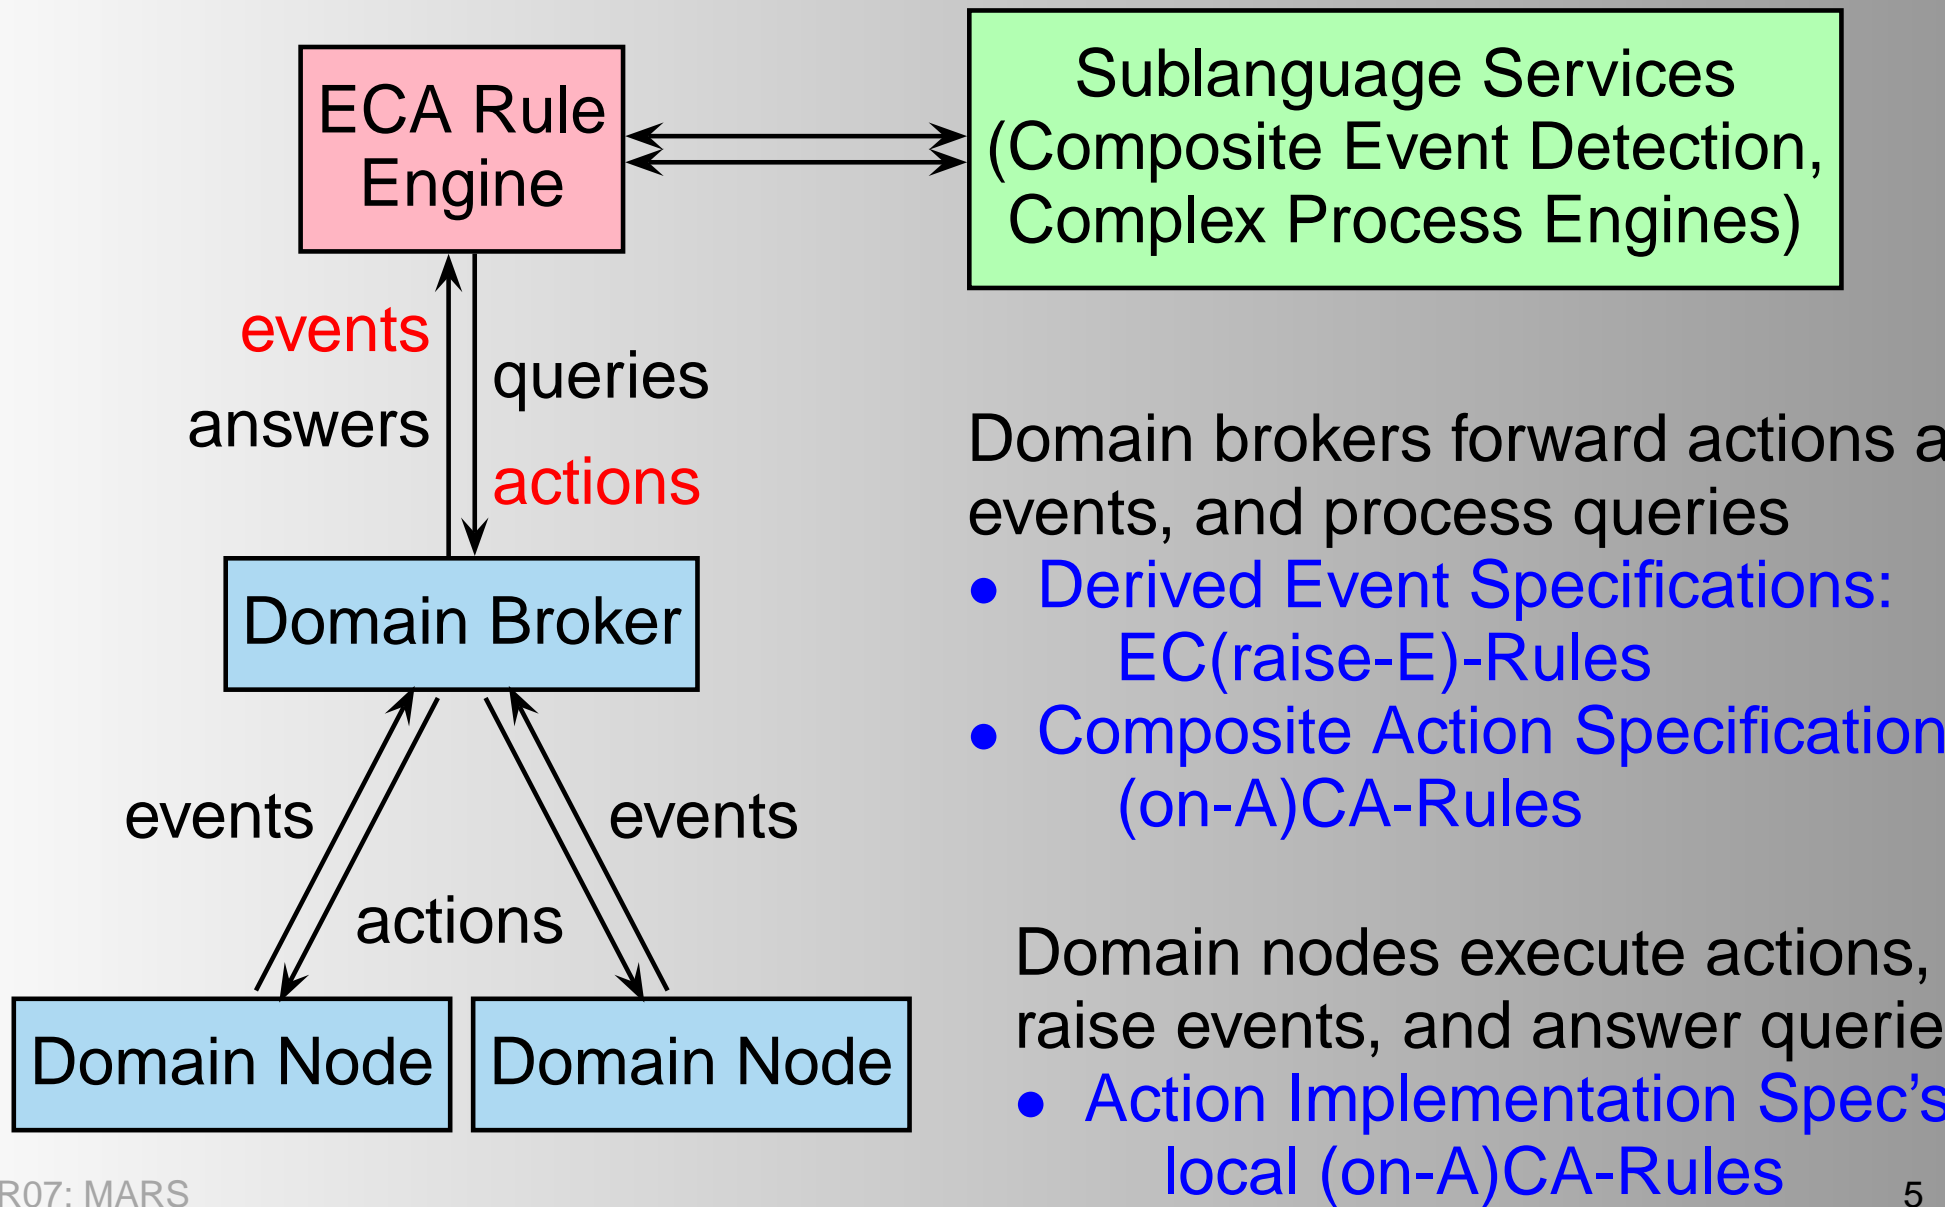 ECA Rule
Engine
Sublanguage Services
(Composite Event Detection,
Complex Process Engines)
events
answers
queries
actions
Domain Broker
events
events
actions
Domain Node
Domain Node
Domain brokers forward actions a
events, and process queries
● Derived Event Specifications:
EC(raise-E)-Rules
● Composite Action Specification
(on-A)CA-Rules
Domain nodes execute actions,
raise events, and answer querie
● Action Implementation Spec’s
local (on-A)CA-Rules
R07: MARS
5